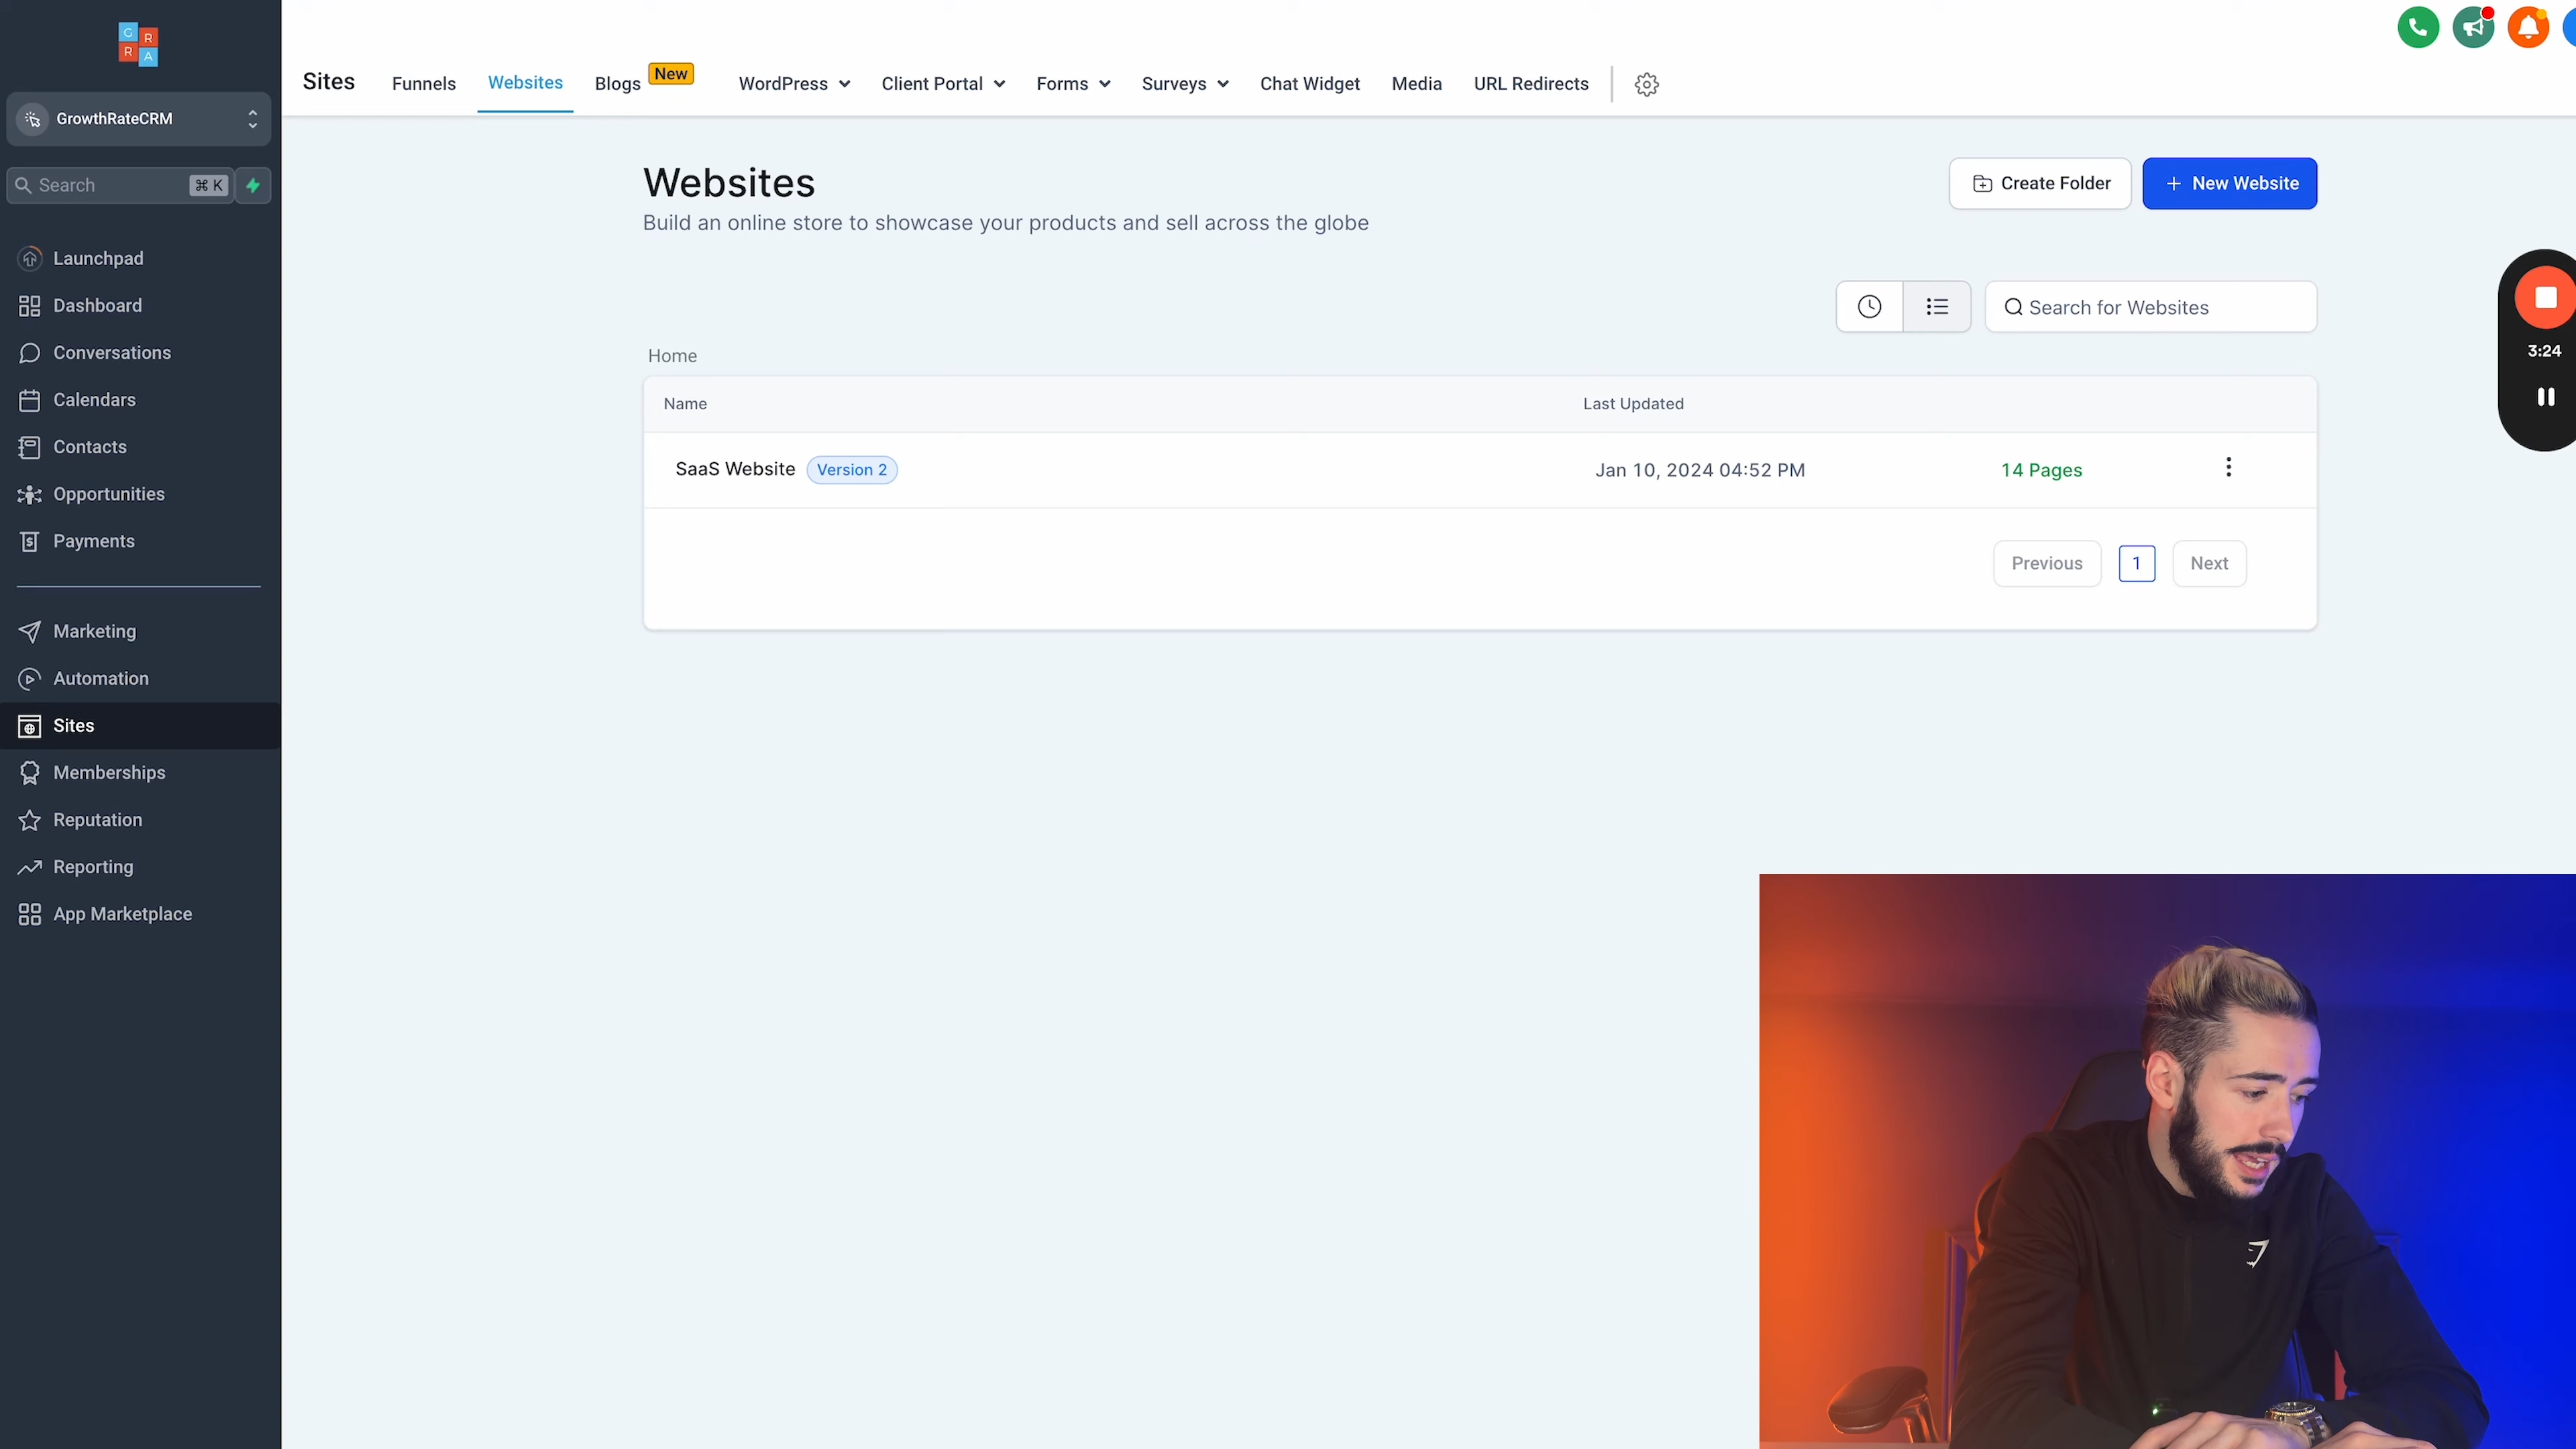 G R
R A
GrowthRateCRM
Search ⌘ K
Launchpad
Dashboard
Conversations
Calendars
Contacts
Opportunities
Payments
Marketing
Automation
Sites
Memberships
Reputation
Reporting
App Marketplace
Sites Funnels Websites Blogs New WordPress Client Portal Forms Surveys Chat Widget Media URL Redirects
Websites
Build an online store to showcase your products and sell across the globe
Create Folder + New Website
Search for Websites
Home
Name Last Updated
SaaS Website Version 2 Jan 10, 2024 04:52 PM 14 Pages
Previous 1 Next
3:24